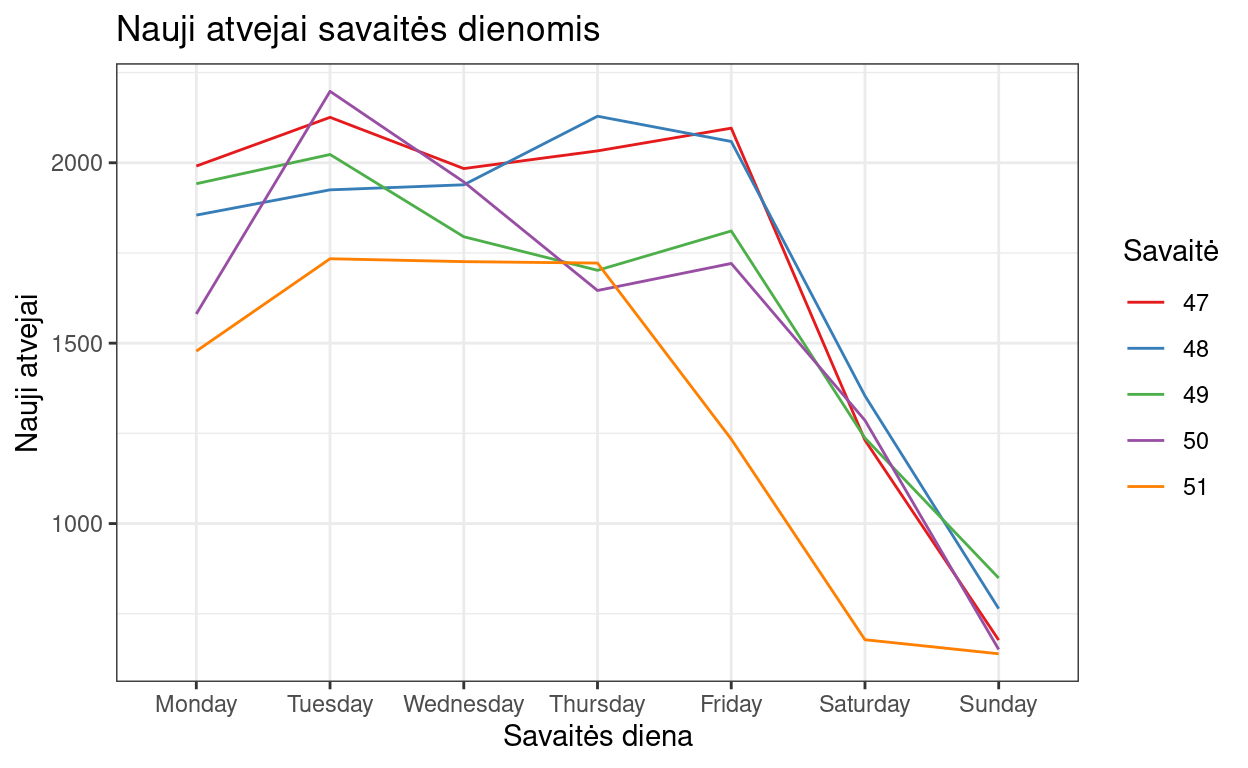 Nauji atvejai savaitės dienomis
Nauji atvejai
2000
1500
1000
Monday Tuesday Wednesday Thursday Friday Saturday Sunday
Savaitės diena
Savaitė
47
48
49
50
51